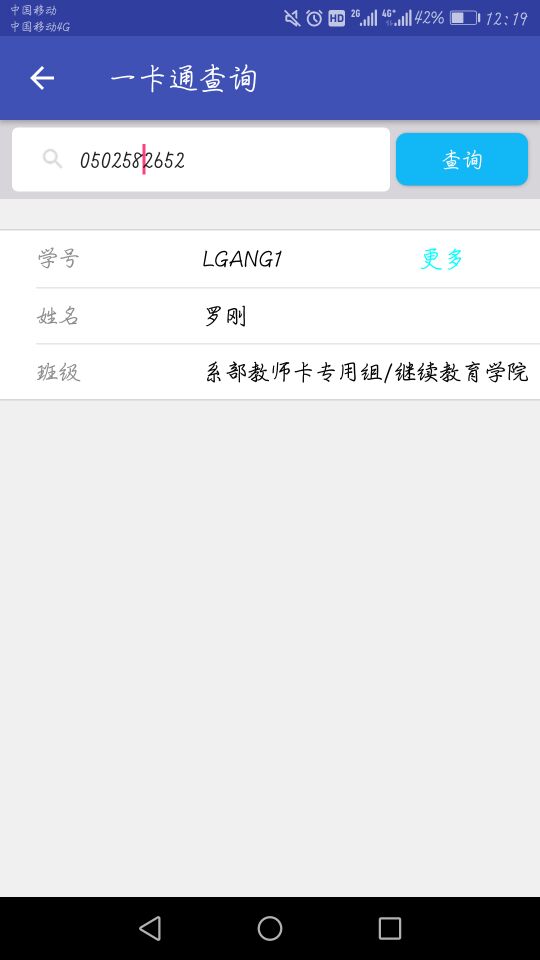 中国移动
中国移动4G
HD 2G 4G+ 42% 12:19
一卡通查询
0502582652 查询
学号 LGANG1 更多
姓名 罗刚
班级 系部教师卡专用组/继续教育学院